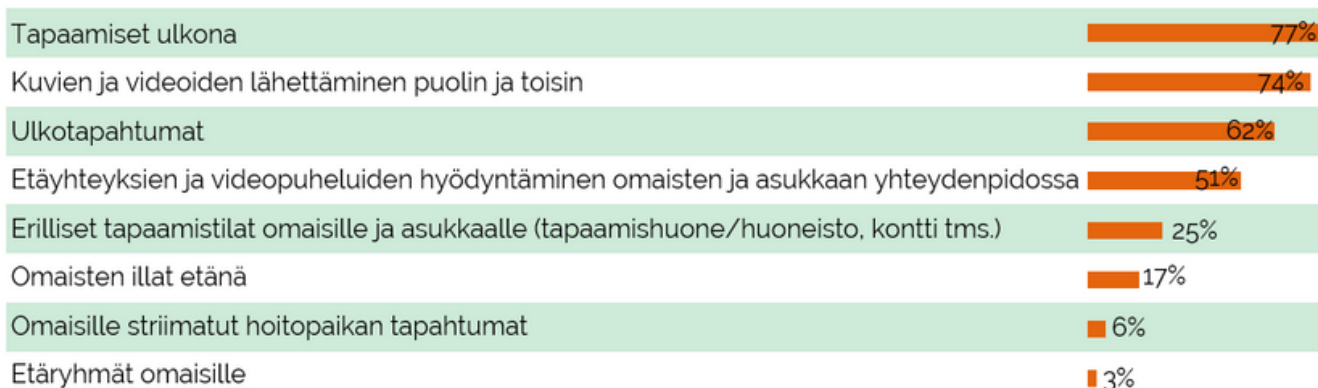 Tapaamiset ulkona 77%
Kuvien ja videoiden lähettäminen puolin ja toisin 74%
Ulkotapahtumat 62%
Etäyhteyksien ja videopuheluiden hyödyntäminen omaisten ja asukkaan yhteydenpidossa 51%
Erilliset tapaamistilat omaisille ja asukkaalle (tapaamishuone/huoneisto, kontti tms.) 25%
Omaisten illat etänä 17%
Omaisille striimatut hoitopaikan tapahtumat 6%
Etäryhmät omaisille 3%